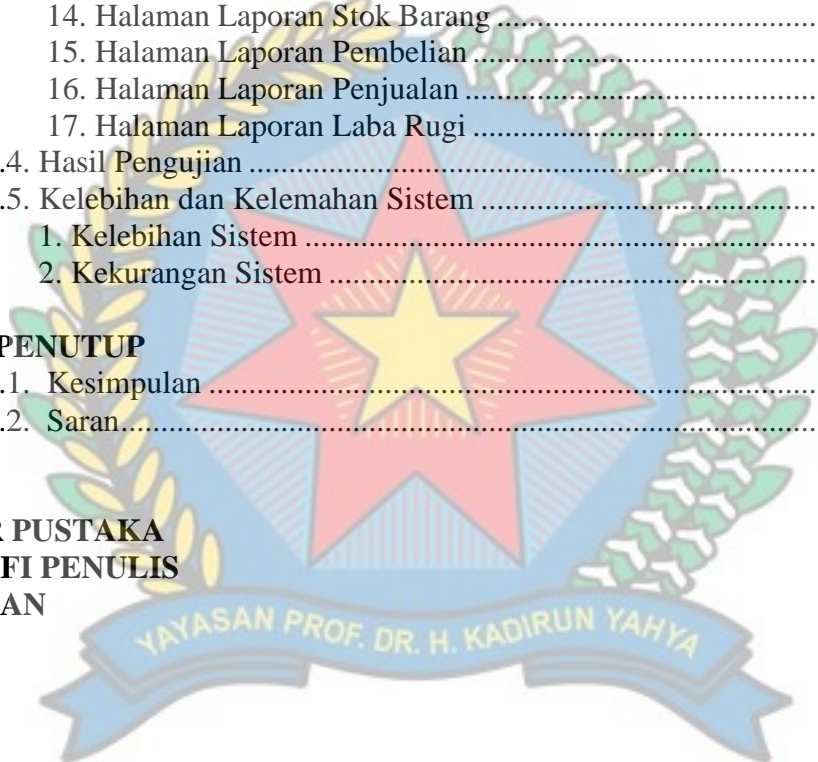 14. Halaman Laporan Stok Barang ............................................
15. Halaman Laporan Pembelian ...............................................
16. Halaman Laporan Penjualan ................................................
17. Halaman Laporan Laba Rugi ...............................................
.4. Hasil Pengujian ..........................................................................
.5. Kelebihan dan Kelemahan Sistem .............................................
1. Kelebihan Sistem ...................................................................
2. Kekurangan Sistem ................................................................
PENUTUP
.1. Kesimpulan ................................................................................
.2. Saran...........................................................................................
R PUSTAKA
FI PENULIS
AN
YAYASAN PROF. DR. H. KADIRUN YAHYA